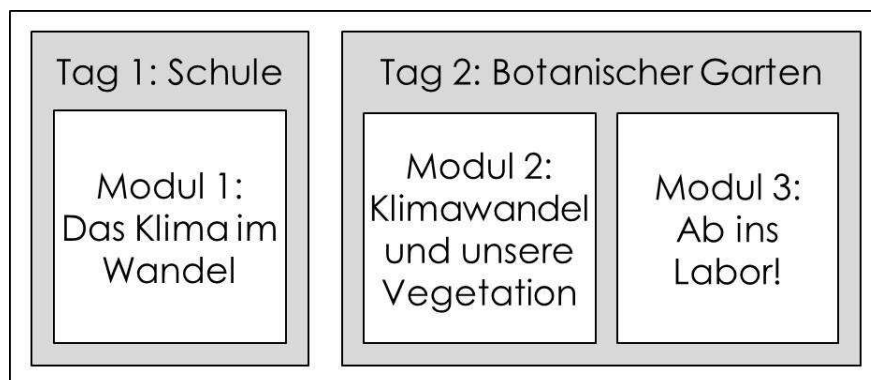 Tag 1: Schule
Modul 1:
Das Klima im
Wandel
Tag 2: Botanischer Garten
Modul 2:
Klimawandel
und unsere
Vegetation
Modul 3:
Ab ins
Labor!